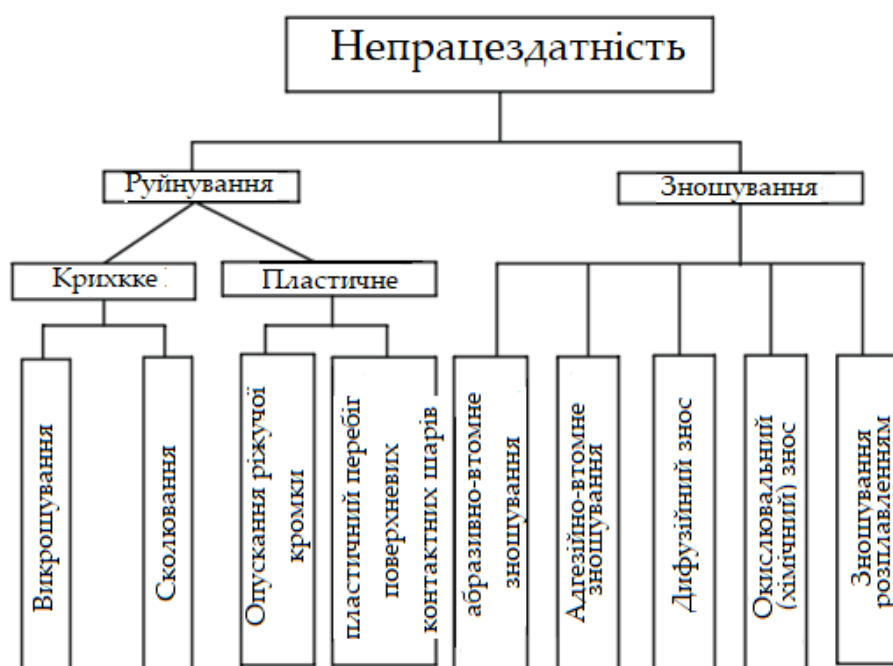 Непрацездатність
Руйнування
Зношування
Крихкке
Пластичне
Викрошування
Сколювання
Опускання ріжучої
кромки
пластичний перебіг
поверхневих
контактних шарів
абразивно-втомне
зношування
Адгезійно-втомне
зношування
Дифузійний знос
Окислювальний
(хімічний) знос
Зношування
розплавленням